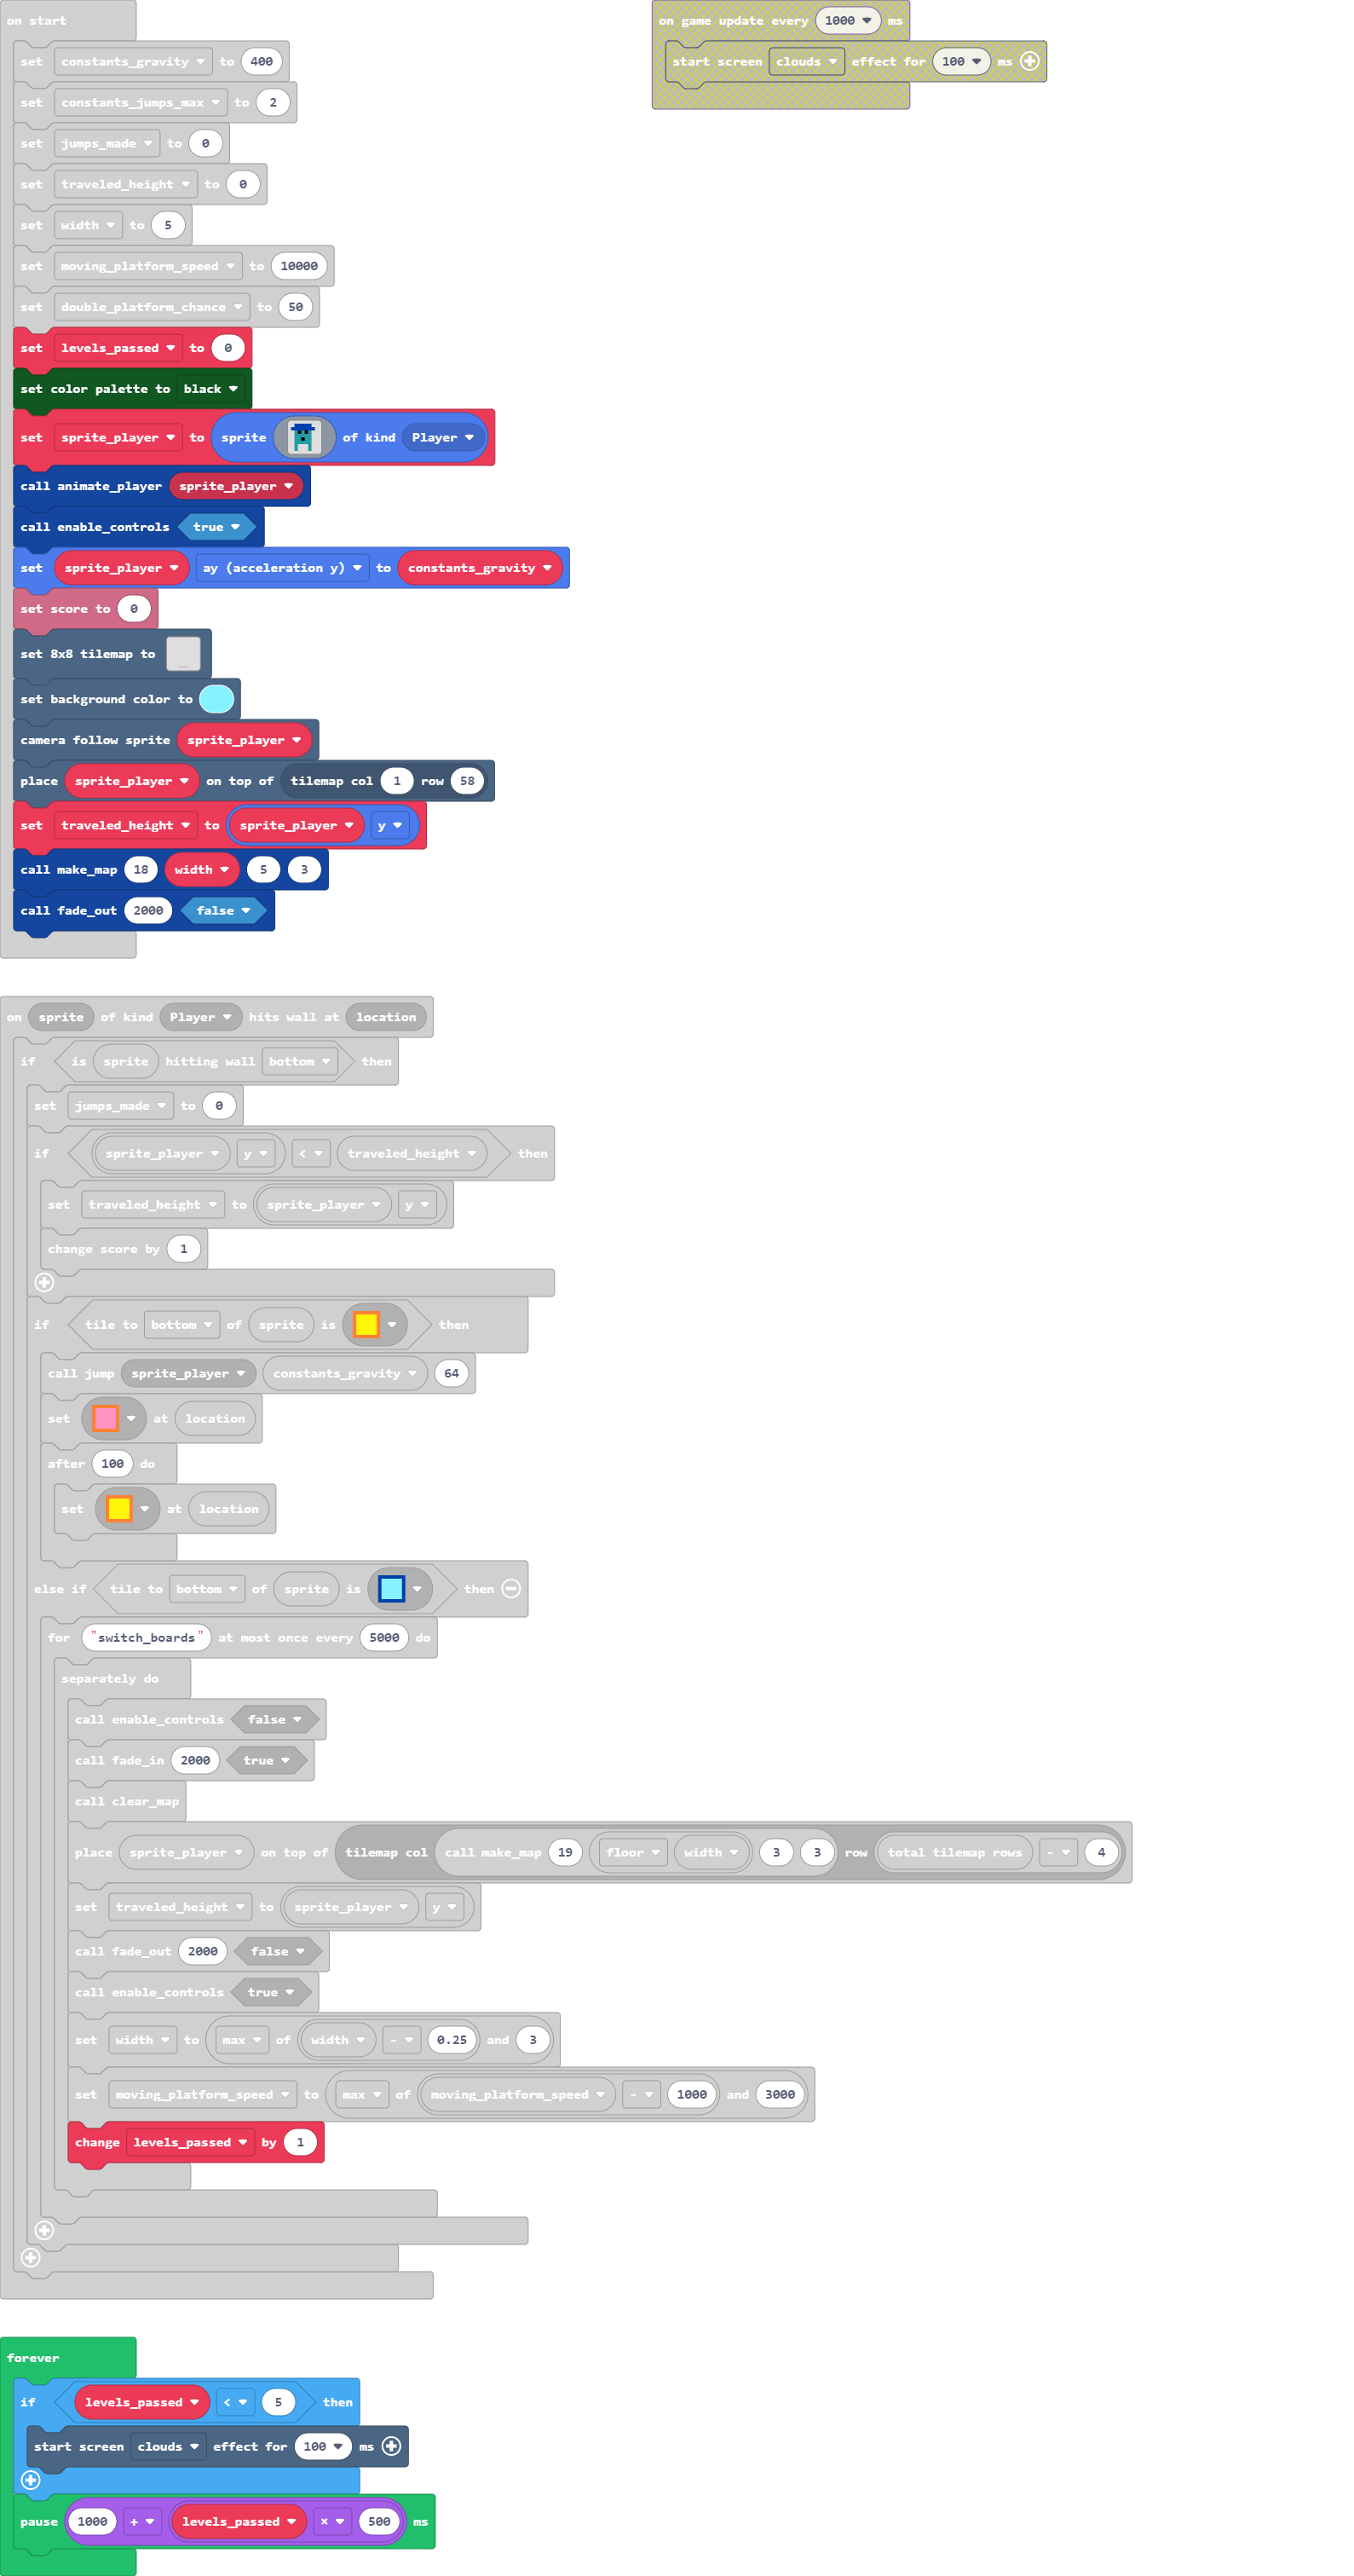 on start
set constants_gravity to 400
set constants_jumps_max to 2
set jumps_made to 0
set traveled_height to 0
set width to 5
set moving_platform_speed to 10000
set double_platform_chance to 50
set levels_passed to 0
set color palette to black
set sprite_player to sprite of kind Player
call animate_player sprite_player
call enable_controls true
set sprite_player ay (acceleration y) to constants_gravity
set score to 0
set 8x8 tilemap to
set background color to
camera follow sprite sprite_player
place sprite_player on top of tilemap col 1 row 58
set traveled_height to sprite_player y
call make_map 18 width 5 3
call fade_out 2000 false
on game update every 1000 ms
start screen clouds effect for 100 ms
on sprite of kind Player hits wall at location
if is sprite hitting wall bottom then
set jumps_made to 0
if sprite_player y < traveled_height then
set traveled_height to sprite_player y
change score by 1
if tile to bottom of sprite is then
call jump sprite_player constants_gravity 64
set at location
after 100 do
set at location
else if tile to bottom of sprite is then
for "switch_boards" at most once every 5000 do
separately do
call enable_controls false
call fade_in 2000 true
call clear_map
place sprite_player on top of tilemap col call make_map 19 floor width 3 3 row total tilemap rows - 4
set traveled_height to sprite_player y
call fade_out 2000 false
call enable_controls true
set width to max of width - 0.25 and 3
set moving_platform_speed to max of moving_platform_speed - 1000 and 3000
change levels_passed by 1
forever
if levels_passed < 5 then
start screen clouds effect for 100 ms
pause 1000 + levels_passed × 500 ms